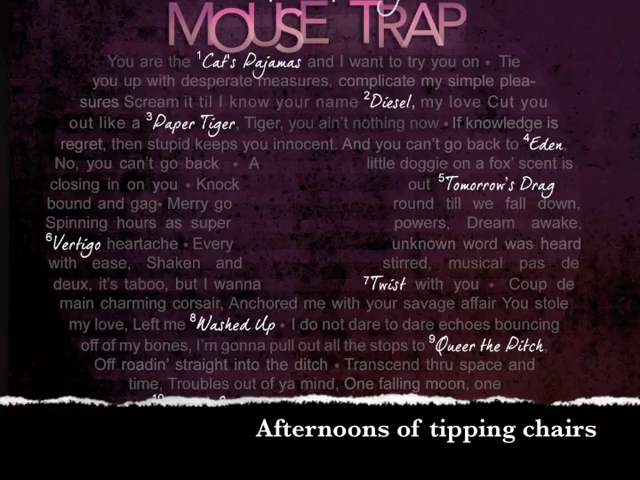 MOUSE TRAP
You are the 1Cat's Pajamas and I want to try you on • Tie
you up with desperate measures, complicate my simple plea-
sures Scream it til I know your name 2Diesel, my love Cut you
out like a 3Paper Tiger, Tiger, you ain't nothing now • If knowledge is
regret, then stupid keeps you innocent. And you can't go back to 4Eden,
No, you can't go back • A little doggie on a fox' scent is
closing in on you • Knock out 5Tomorrow's Drag
bound and gag• Merry go round till we fall down,
Spinning hours as super powers, Dream awake,
6Vertigo heartache • Every unknown word was heard
with ease, Shaken and stirred, musical pas de
deux, it's taboo, but I wanna 7Twist with you • Coup de
main charming corsair, Anchored me with your savage affair You stole
my love, Left me 8Washed Up • I do not dare to dare echoes bouncing
off of my bones, I'm gonna pull out all the stops to 9Queer the Pitch,
Off roadin' straight into the ditch • Transcend thru space and
time, Troubles out of ya mind, One falling moon, one
Afternoons of tipping chairs